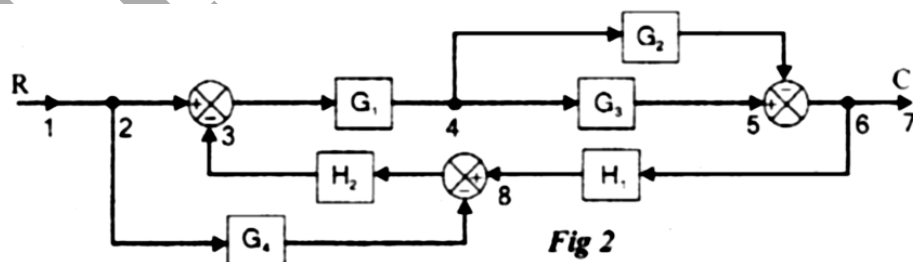 G₂
R
C
+
−
G₁
G₃
+
−
1
2
3
4
5
6
7
H₂
+
−
8
H₁
G₄
Fig 2